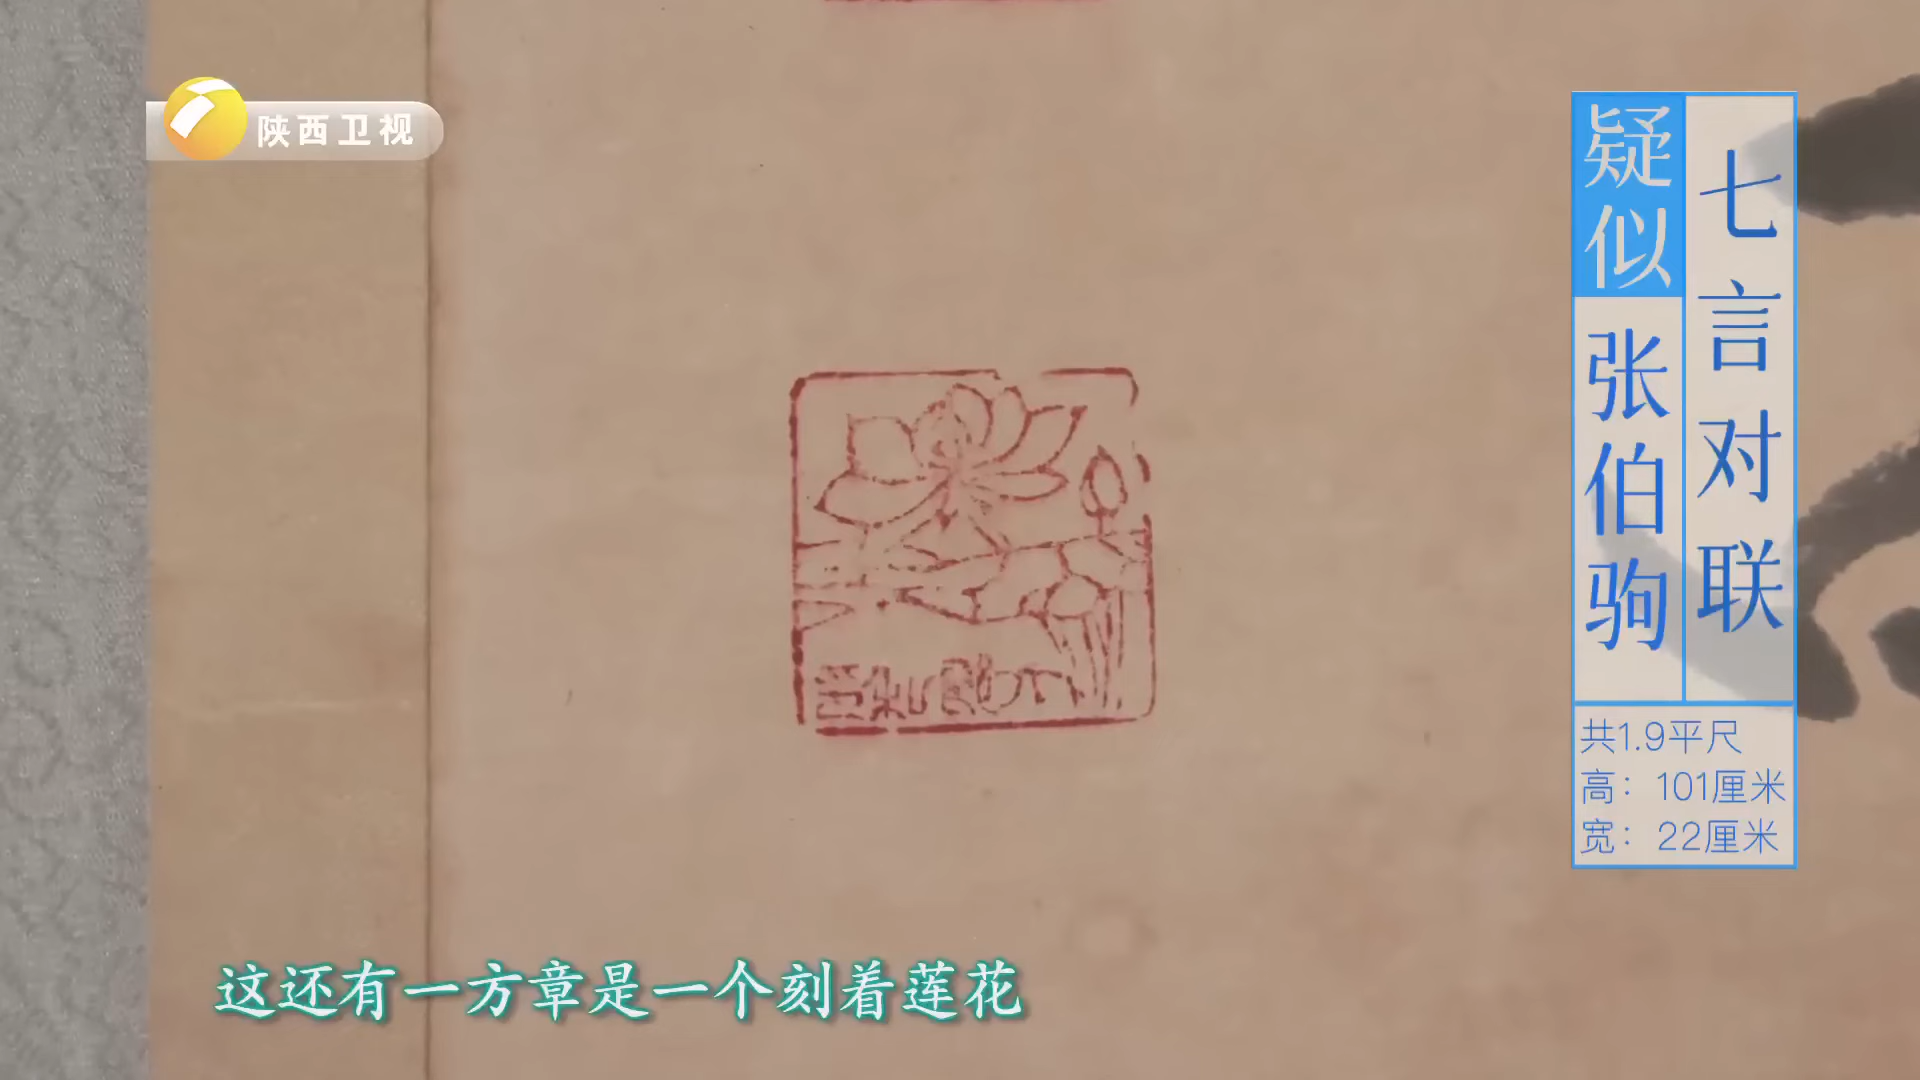 陕西卫视
疑似
张伯驹
七言对联
共1.9平尺
高：101厘米
宽：22厘米
这还有一方章是一个刻着莲花